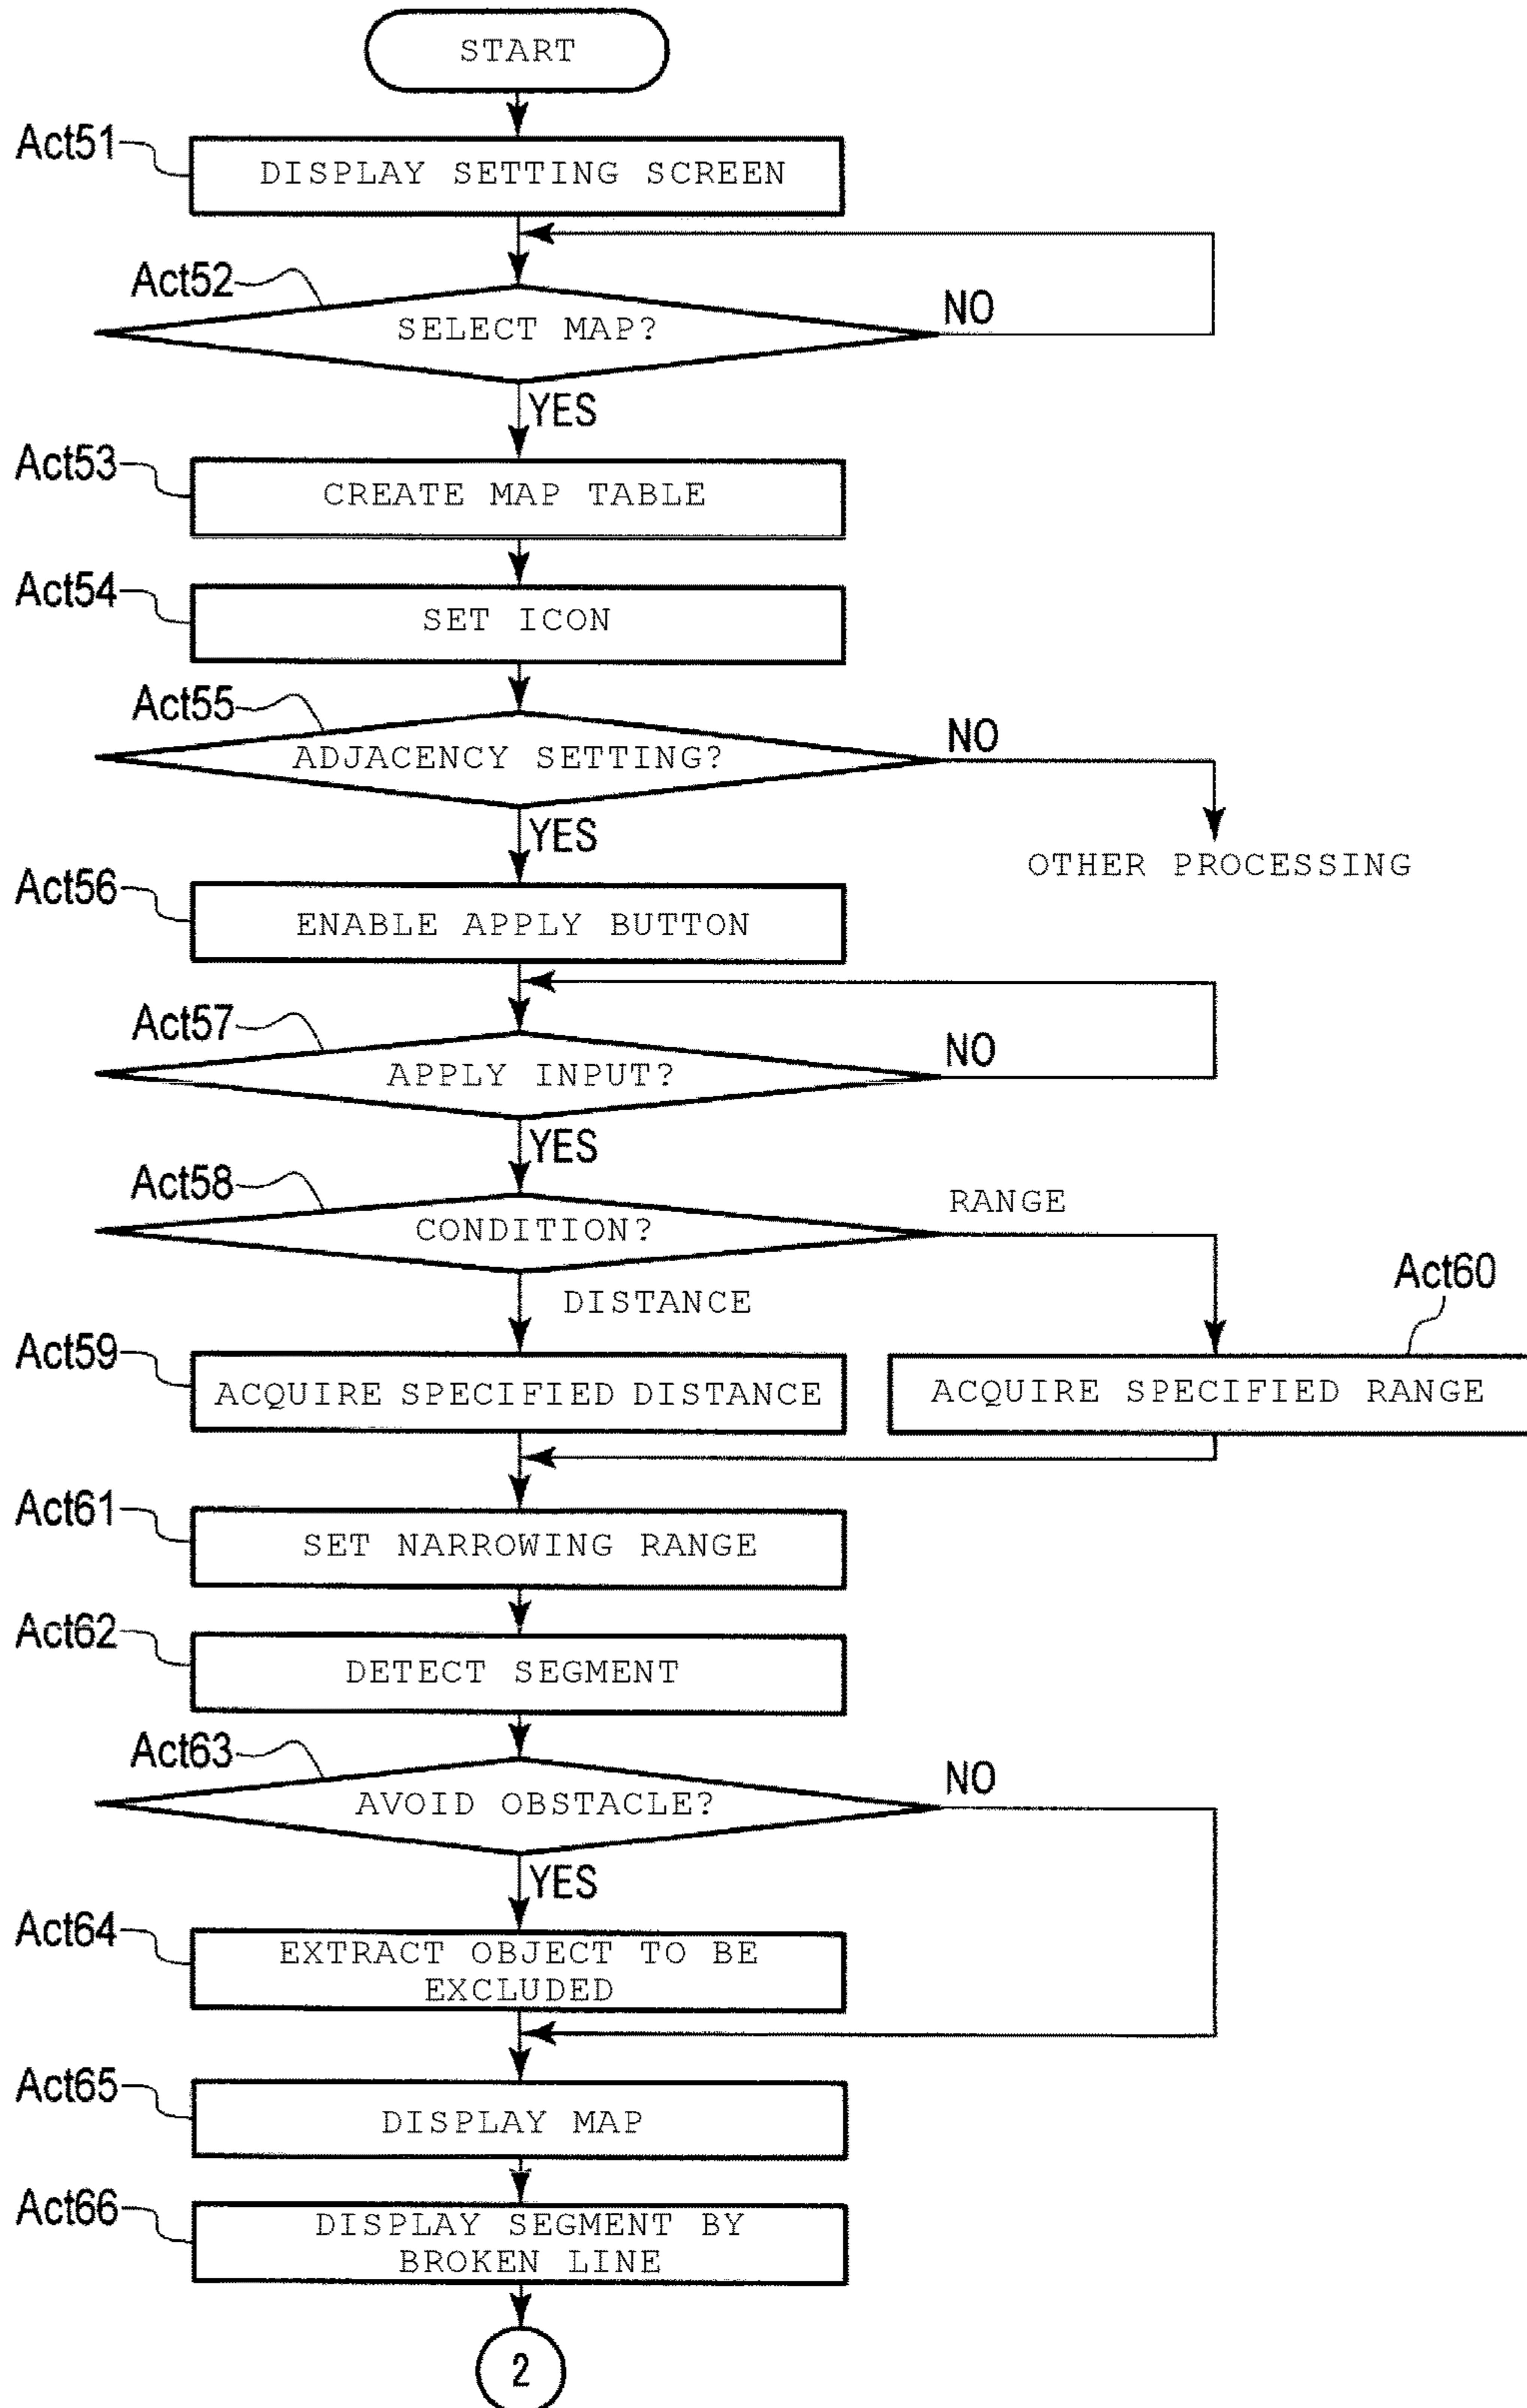 START
Act51
DISPLAY SETTING SCREEN
Act52
SELECT MAP?
NO
YES
Act53
CREATE MAP TABLE
Act54
SET ICON
Act55
ADJACENCY SETTING?
NO
YES
OTHER PROCESSING
Act56
ENABLE APPLY BUTTON
Act57
APPLY INPUT?
NO
YES
Act58
CONDITION?
RANGE
DISTANCE
Act60
Act59
ACQUIRE SPECIFIED DISTANCE
ACQUIRE SPECIFIED RANGE
Act61
SET NARROWING RANGE
Act62
DETECT SEGMENT
Act63
AVOID OBSTACLE?
NO
YES
Act64
EXTRACT OBJECT TO BE
EXCLUDED
Act65
DISPLAY MAP
Act66
DISPLAY SEGMENT BY
BROKEN LINE
2